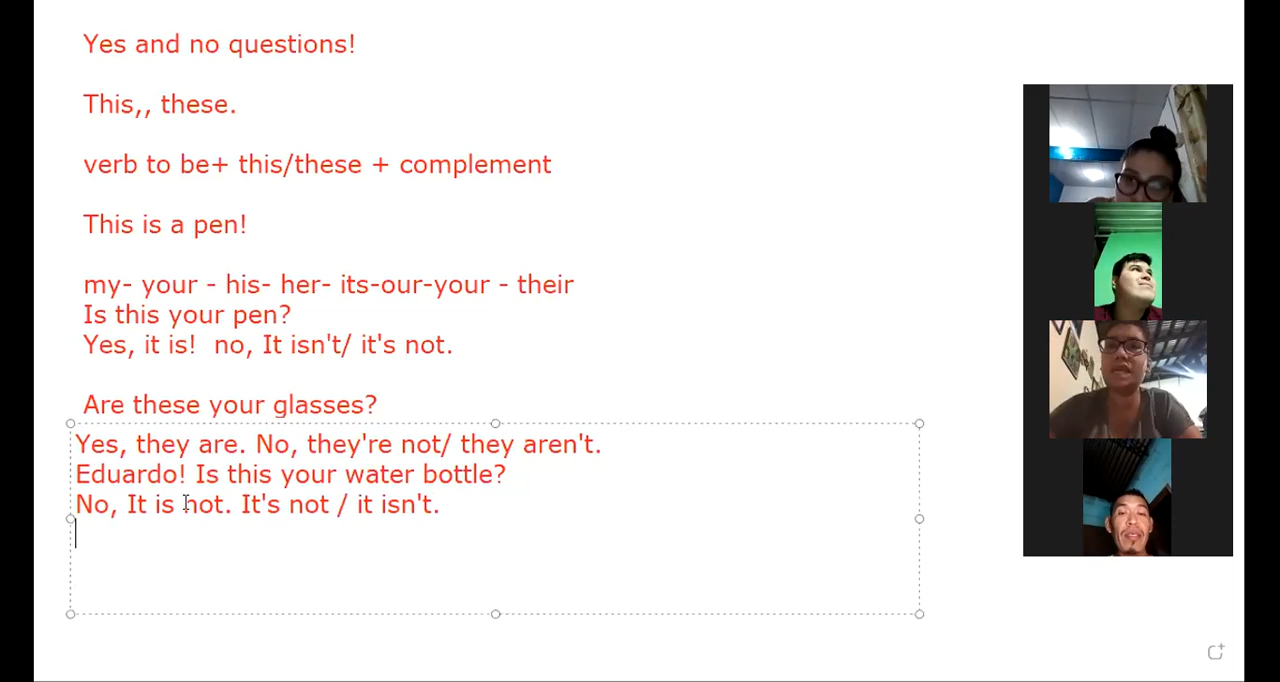 Yes and no questions!
This,, these.
verb to be+ this/these + complement
This is a pen!
my- your - his- her- its-our-your - their
Is this your pen?
Yes, it is!  no, It isn't/ it's not.
Are these your glasses?
Yes, they are. No, they're not/ they aren't.
Eduardo! Is this your water bottle?
No, It is not. It's not / it isn't.